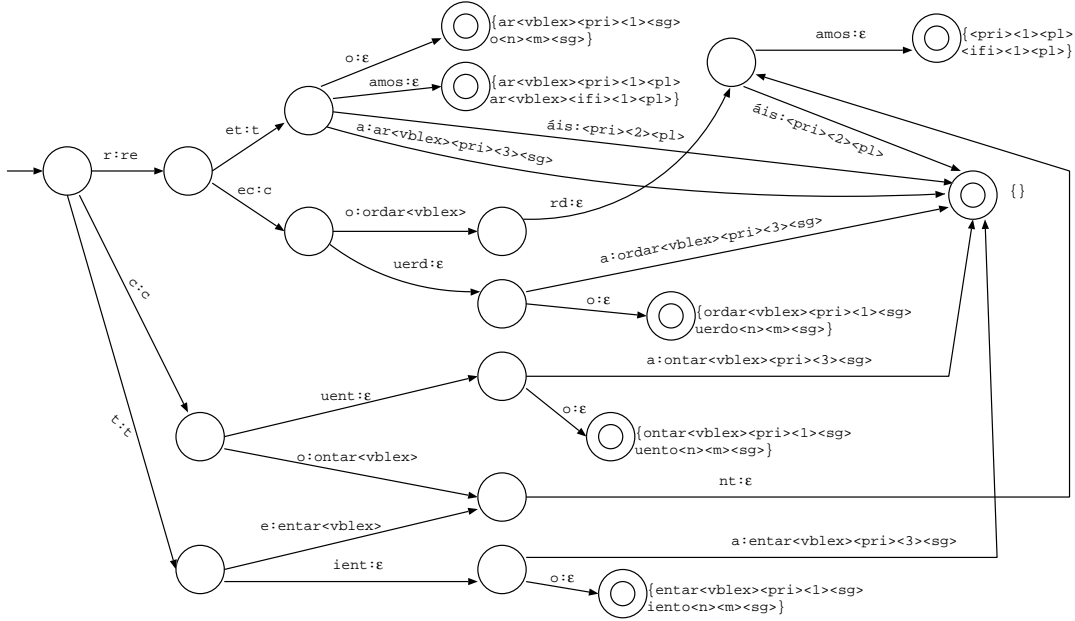 {ar<vblex><pri><1><sg>
o<n><m><sg>}
o:ε
amos:ε
{<pri><1><pl>
<ifi><1><pl>}
amos:ε
{ar<vblex><pri><1><pl>
ar<vblex><ifi><1><pl>}
et:t
áis:<pri><2><pl>
áis:<pri><2><pl>
a:ar<vblex><pri><3><sg>
r:re
ec:c
{}
o:ordar<vblex>
rd:ε
a:ordar<vblex><pri><3><sg>
uerd:ε
o:ε
{ordar<vblex><pri><1><sg>
uerdo<n><m><sg>}
c:c
a:ontar<vblex><pri><3><sg>
uent:ε
o:ε
{ontar<vblex><pri><1><sg>
uento<n><m><sg>}
t:t
o:ontar<vblex>
nt:ε
e:entar<vblex>
a:entar<vblex><pri><3><sg>
ient:ε
o:ε
{entar<vblex><pri><1><sg>
iento<n><m><sg>}